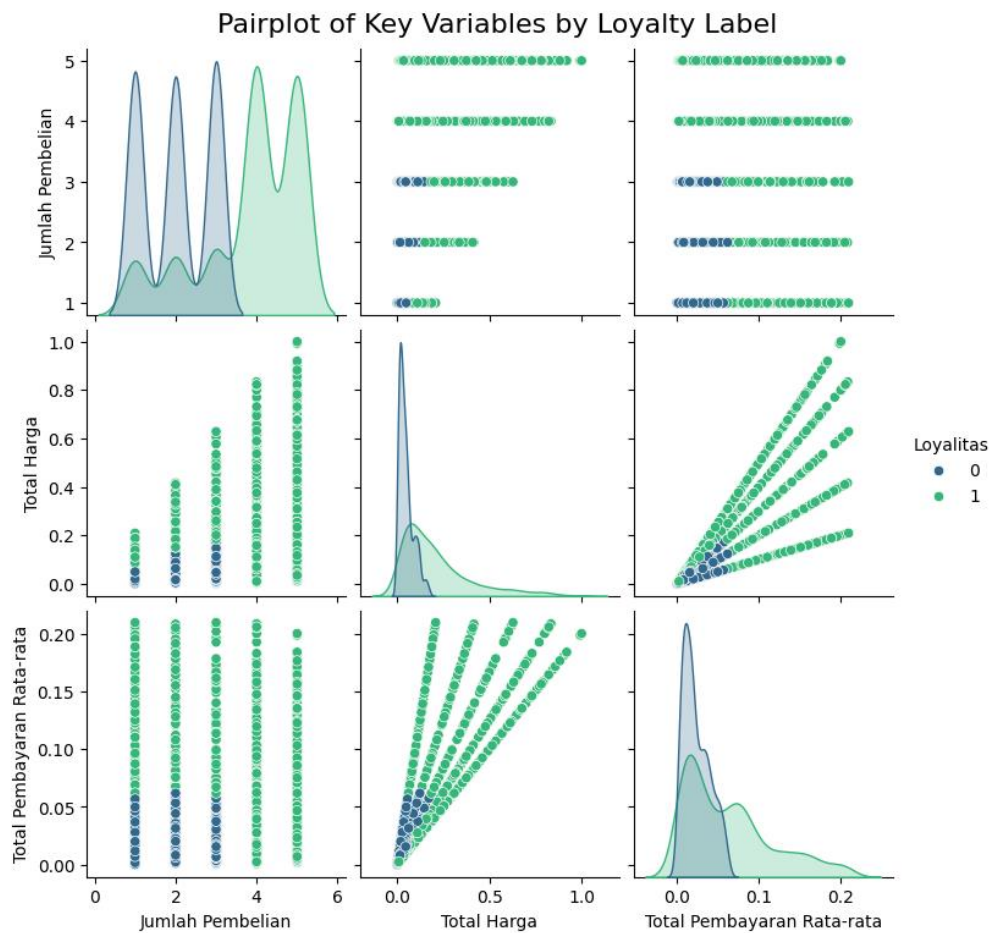 Pairplot of Key Variables by Loyalty Label
Jumlah Pembelian
5
4
3
2
1
Total Harga
1.0
0.8
0.6
0.4
0.2
0.0
Loyalitas
0
1
Total Pembayaran Rata-rata
0.20
0.15
0.10
0.05
0.00
0 2 4 6
Jumlah Pembelian
0.0 0.5 1.0
Total Harga
0.0 0.1 0.2
Total Pembayaran Rata-rata